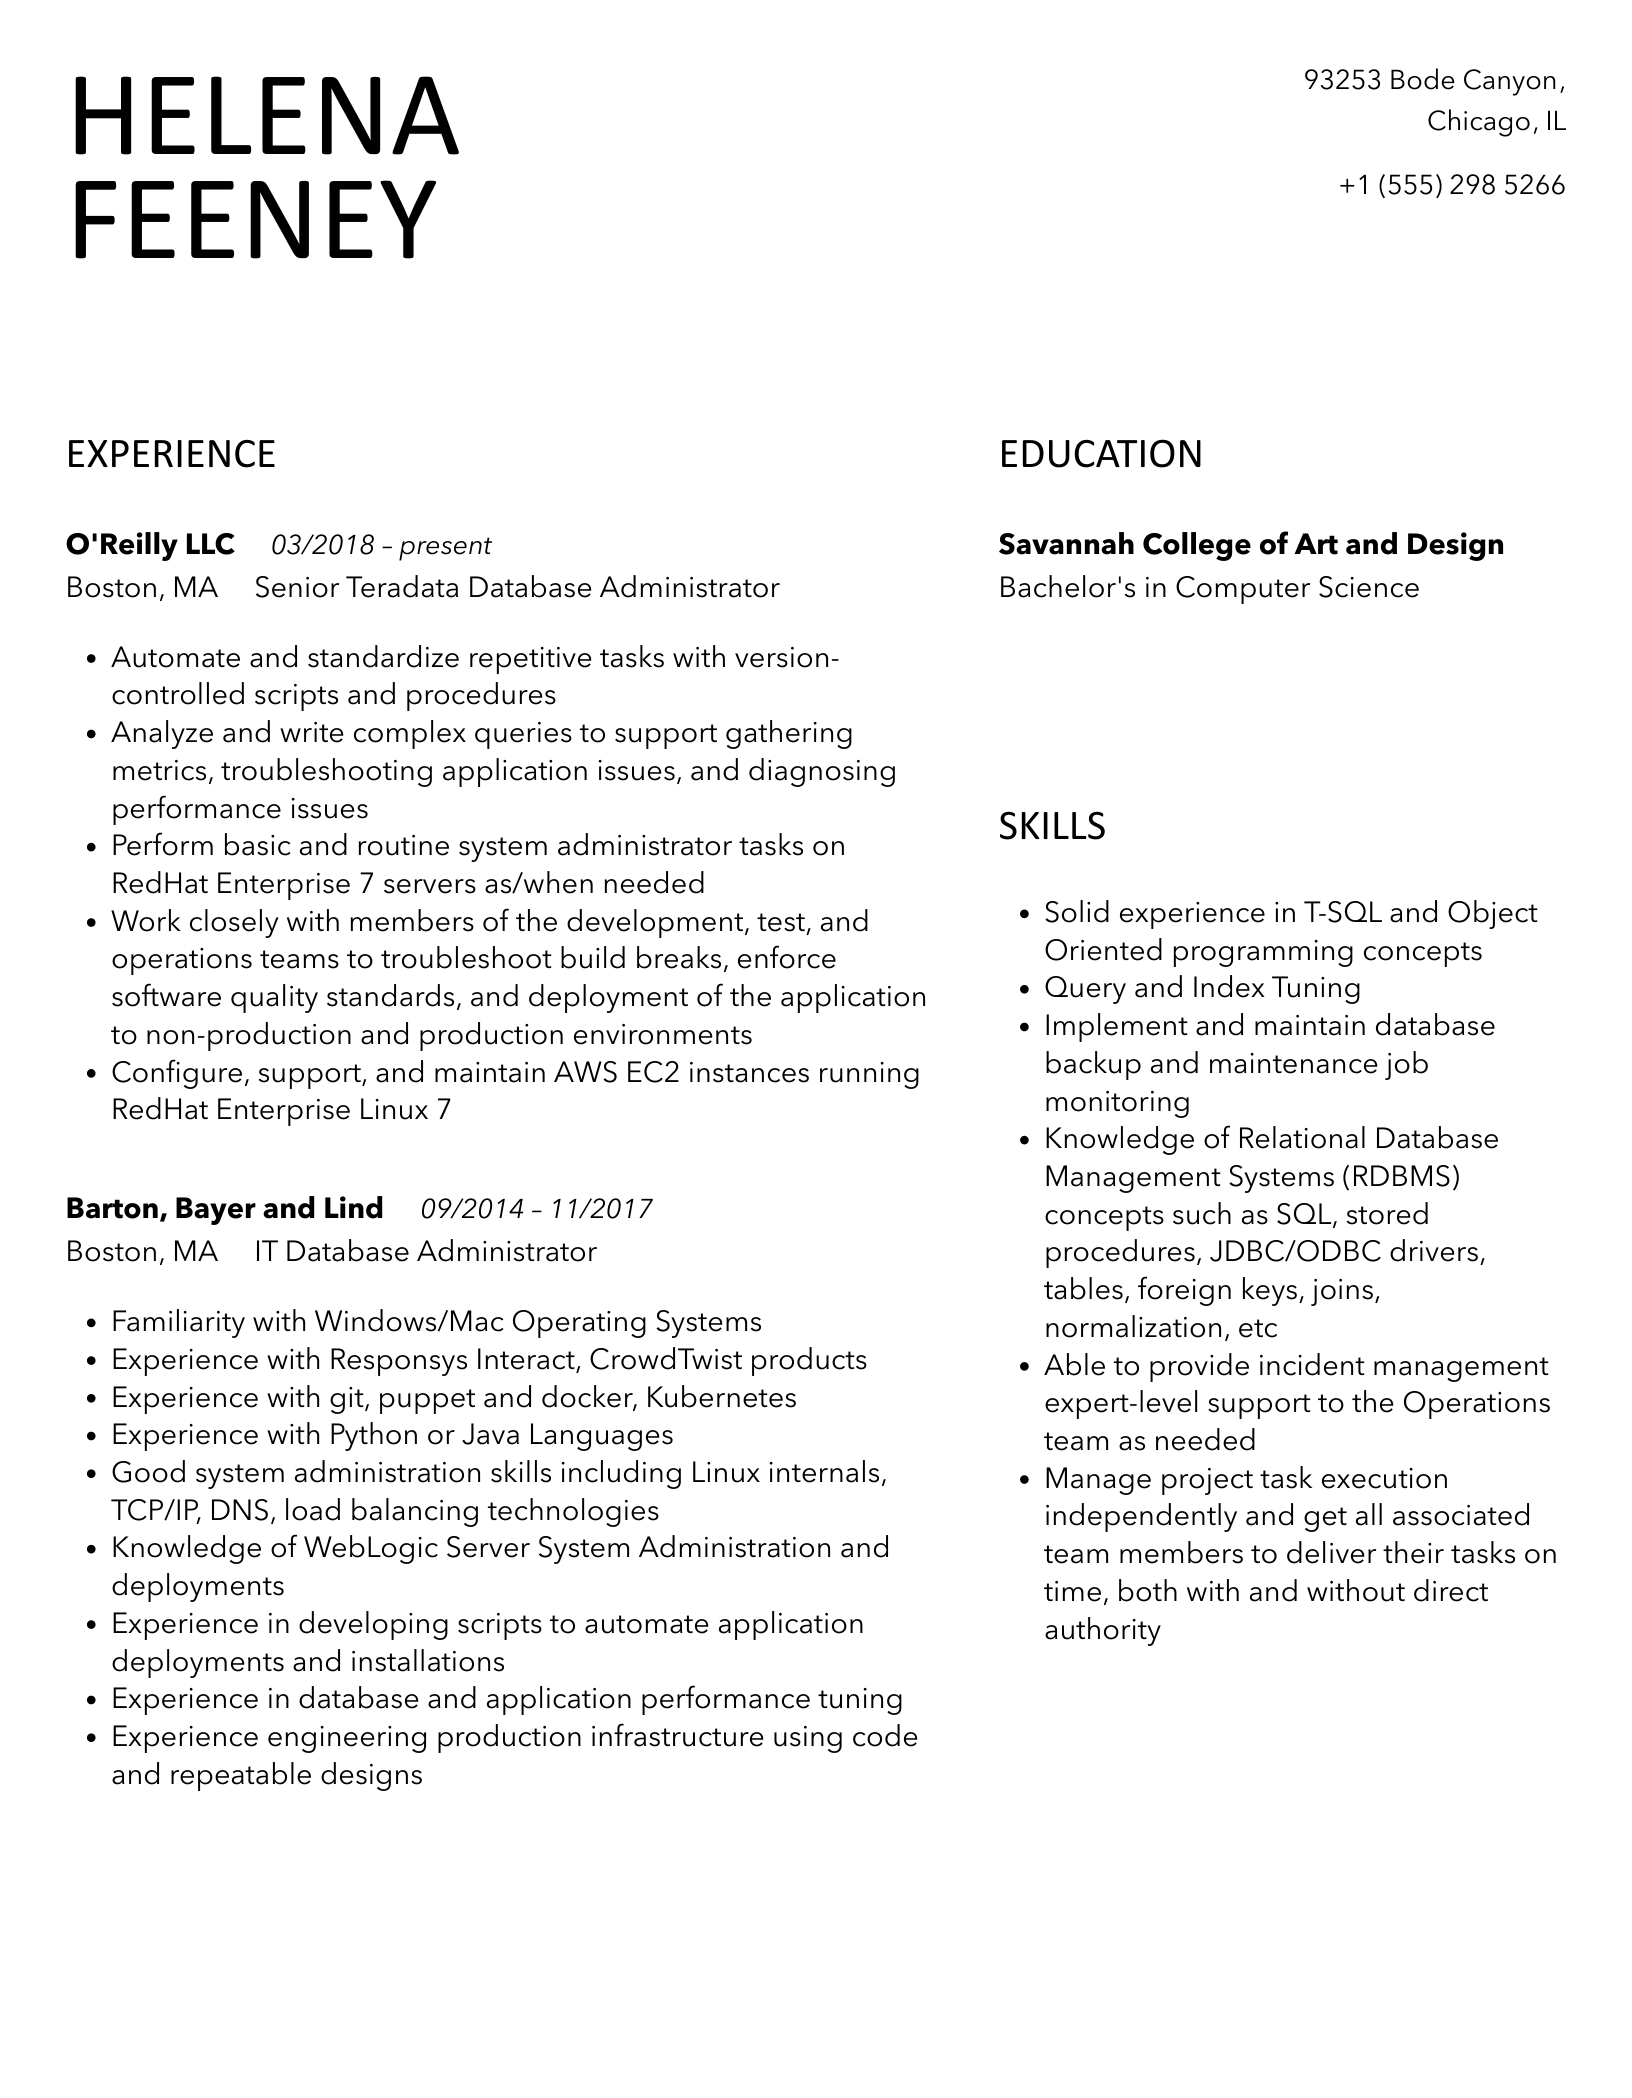 HELENA
FEENEY
93253 Bode Canyon,
Chicago, IL
+1 (555) 298 5266
EXPERIENCE
O'Reilly LLC 03/2018 – present
Boston, MA Senior Teradata Database Administrator
• Automate and standardize repetitive tasks with version-
controlled scripts and procedures
• Analyze and write complex queries to support gathering
metrics, troubleshooting application issues, and diagnosing
performance issues
• Perform basic and routine system administrator tasks on
RedHat Enterprise 7 servers as/when needed
• Work closely with members of the development, test, and
operations teams to troubleshoot build breaks, enforce
software quality standards, and deployment of the application
to non-production and production environments
• Configure, support, and maintain AWS EC2 instances running
RedHat Enterprise Linux 7
Barton, Bayer and Lind 09/2014 – 11/2017
Boston, MA IT Database Administrator
• Familiarity with Windows/Mac Operating Systems
• Experience with Responsys Interact, CrowdTwist products
• Experience with git, puppet and docker, Kubernetes
• Experience with Python or Java Languages
• Good system administration skills including Linux internals,
TCP/IP, DNS, load balancing technologies
• Knowledge of WebLogic Server System Administration and
deployments
• Experience in developing scripts to automate application
deployments and installations
• Experience in database and application performance tuning
• Experience engineering production infrastructure using code
and repeatable designs
EDUCATION
Savannah College of Art and Design
Bachelor's in Computer Science
SKILLS
• Solid experience in T-SQL and Object
Oriented programming concepts
• Query and Index Tuning
• Implement and maintain database
backup and maintenance job
monitoring
• Knowledge of Relational Database
Management Systems (RDBMS)
concepts such as SQL, stored
procedures, JDBC/ODBC drivers,
tables, foreign keys, joins,
normalization, etc
• Able to provide incident management
expert-level support to the Operations
team as needed
• Manage project task execution
independently and get all associated
team members to deliver their tasks on
time, both with and without direct
authority